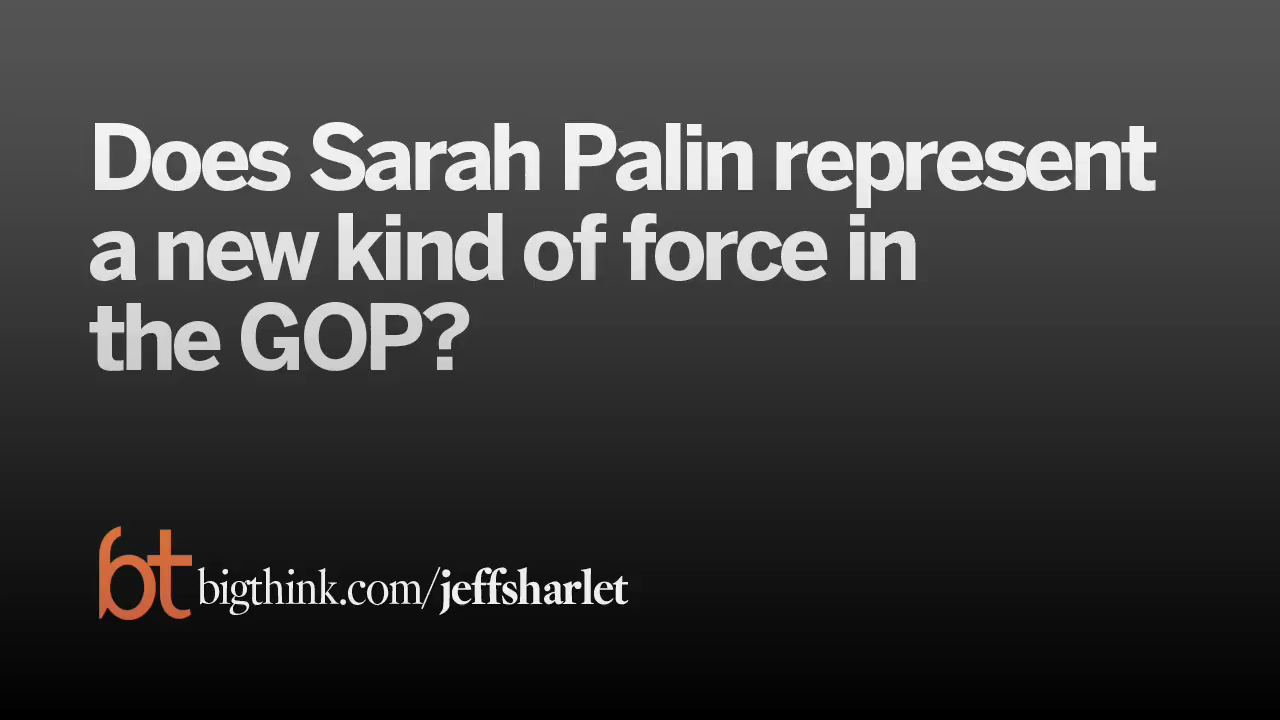 Does Sarah Palin represent
a new kind of force in
the GOP?
bt bigthink.com/jeffsharlet